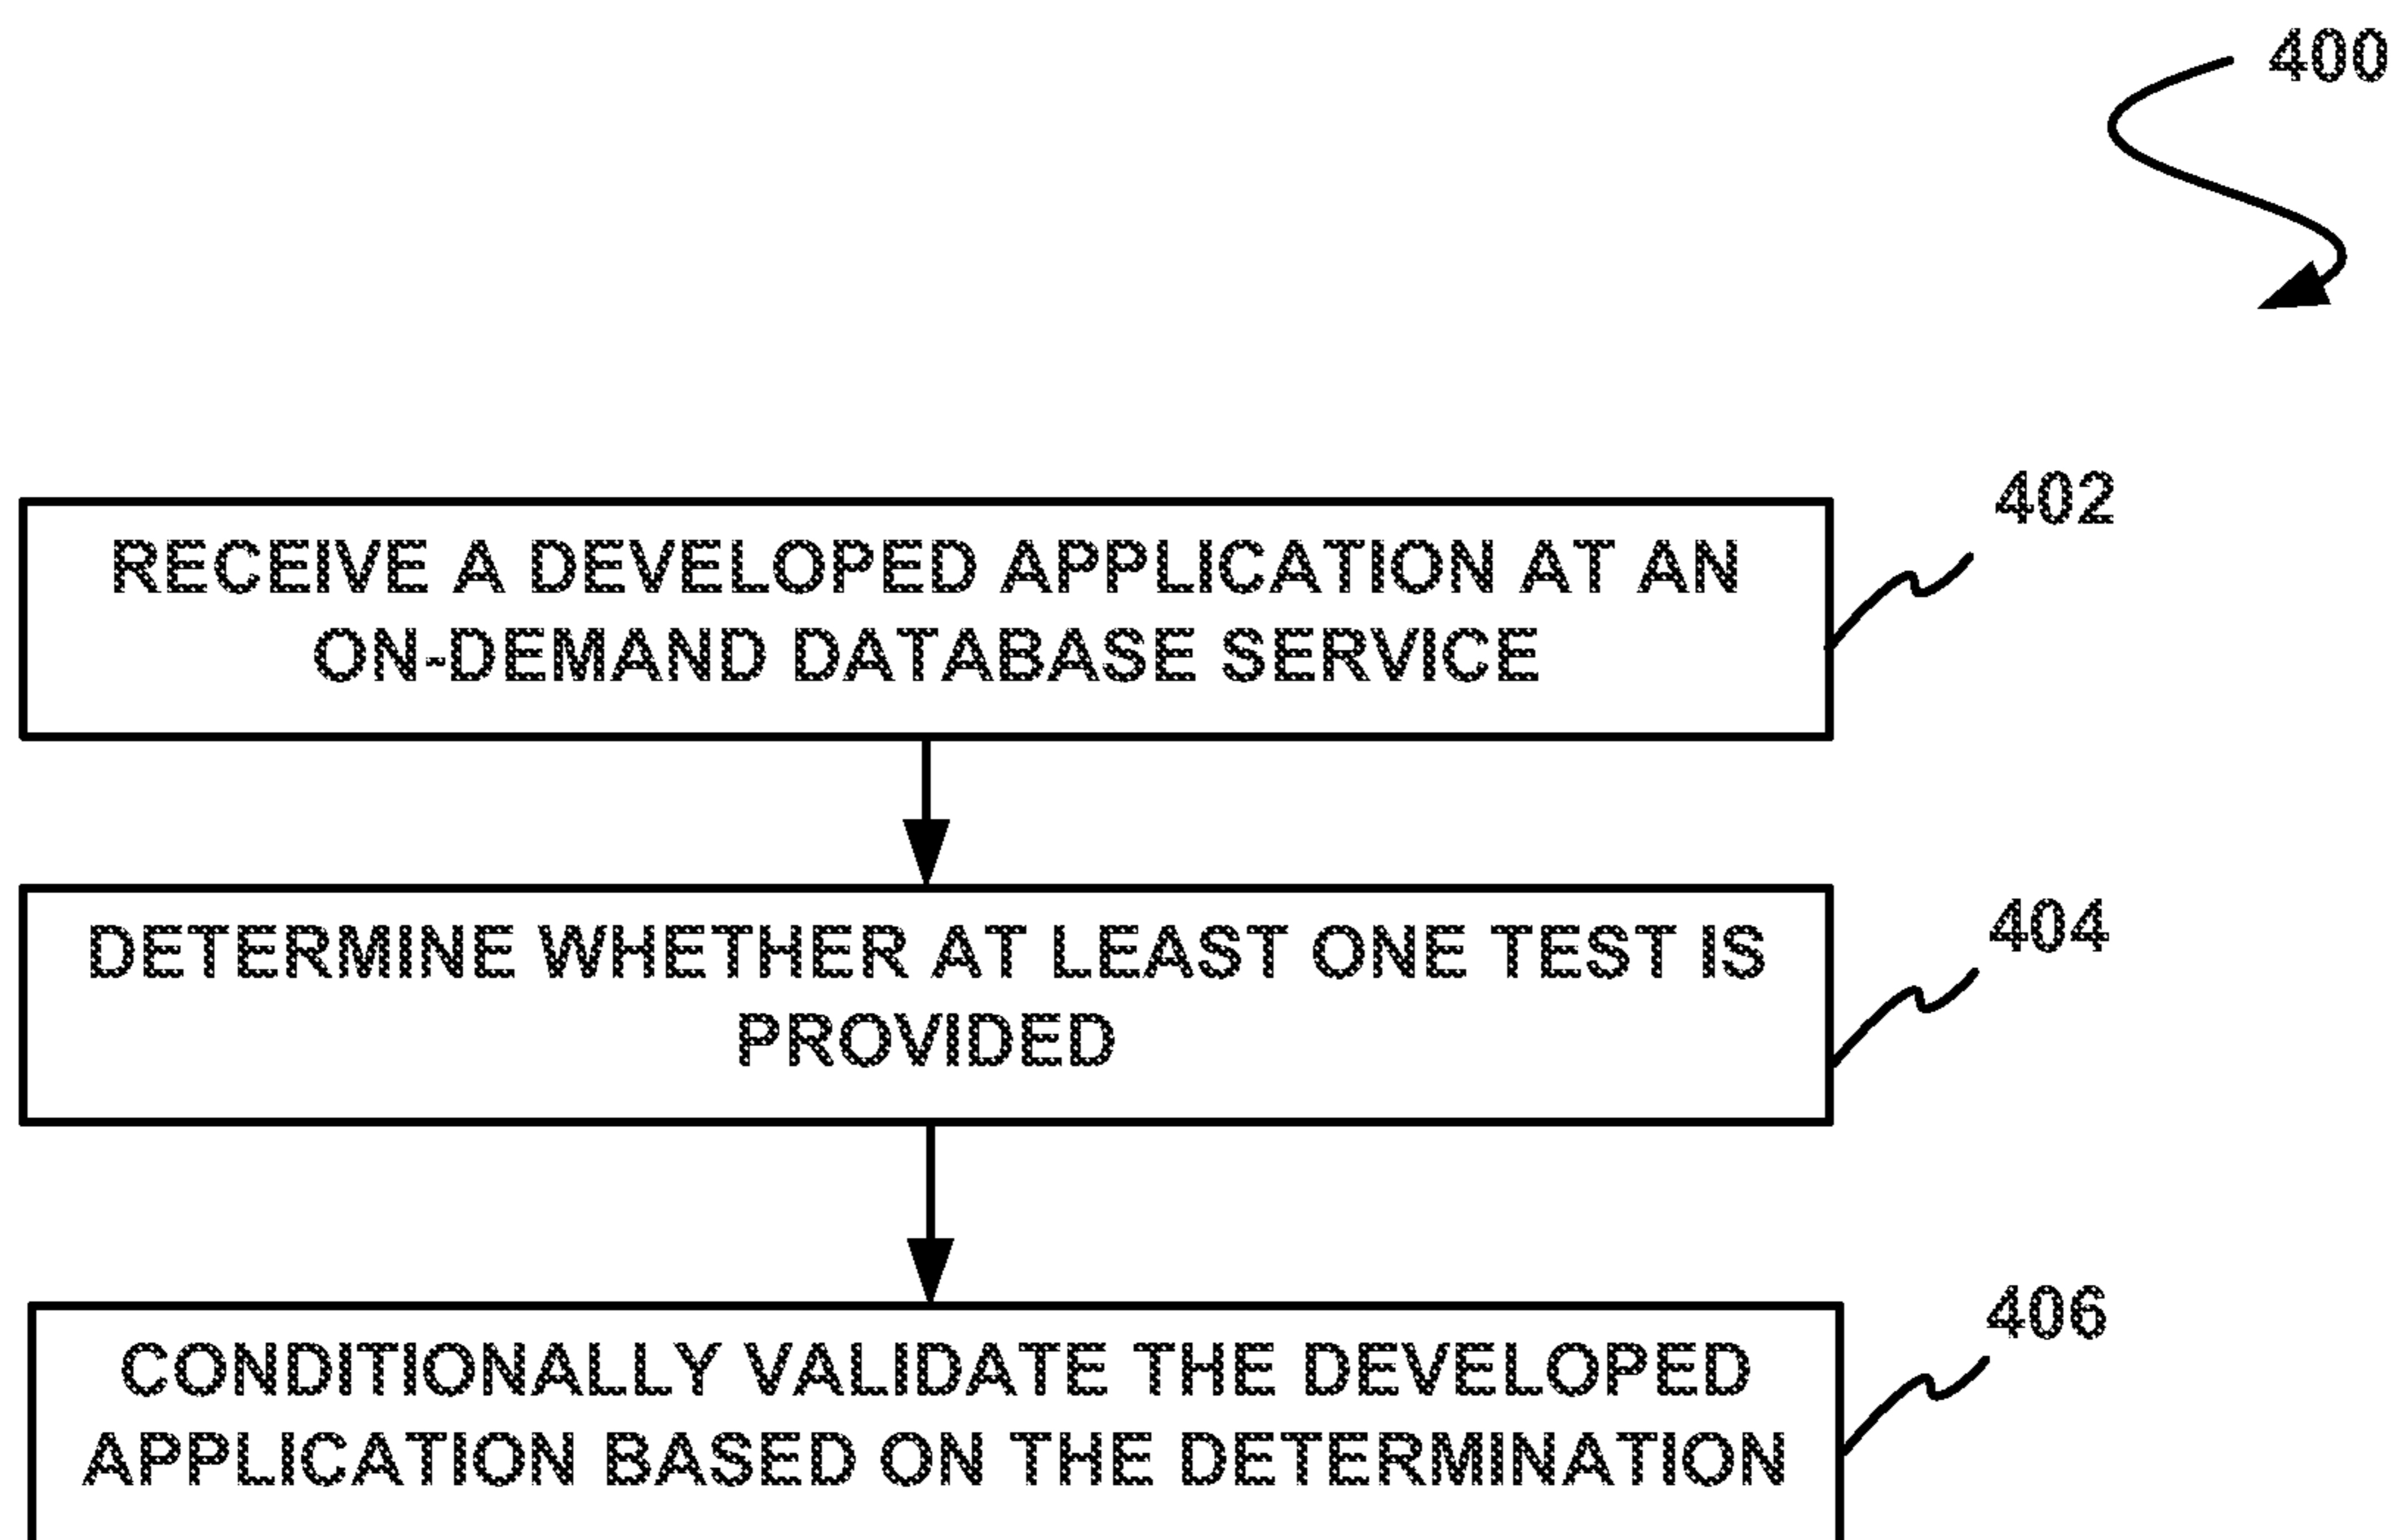 400
402
RECEIVE A DEVELOPED APPLICATION AT AN
ON-DEMAND DATABASE SERVICE
404
DETERMINE WHETHER AT LEAST ONE TEST IS
PROVIDED
406
CONDITIONALLY VALIDATE THE DEVELOPED
APPLICATION BASED ON THE DETERMINATION